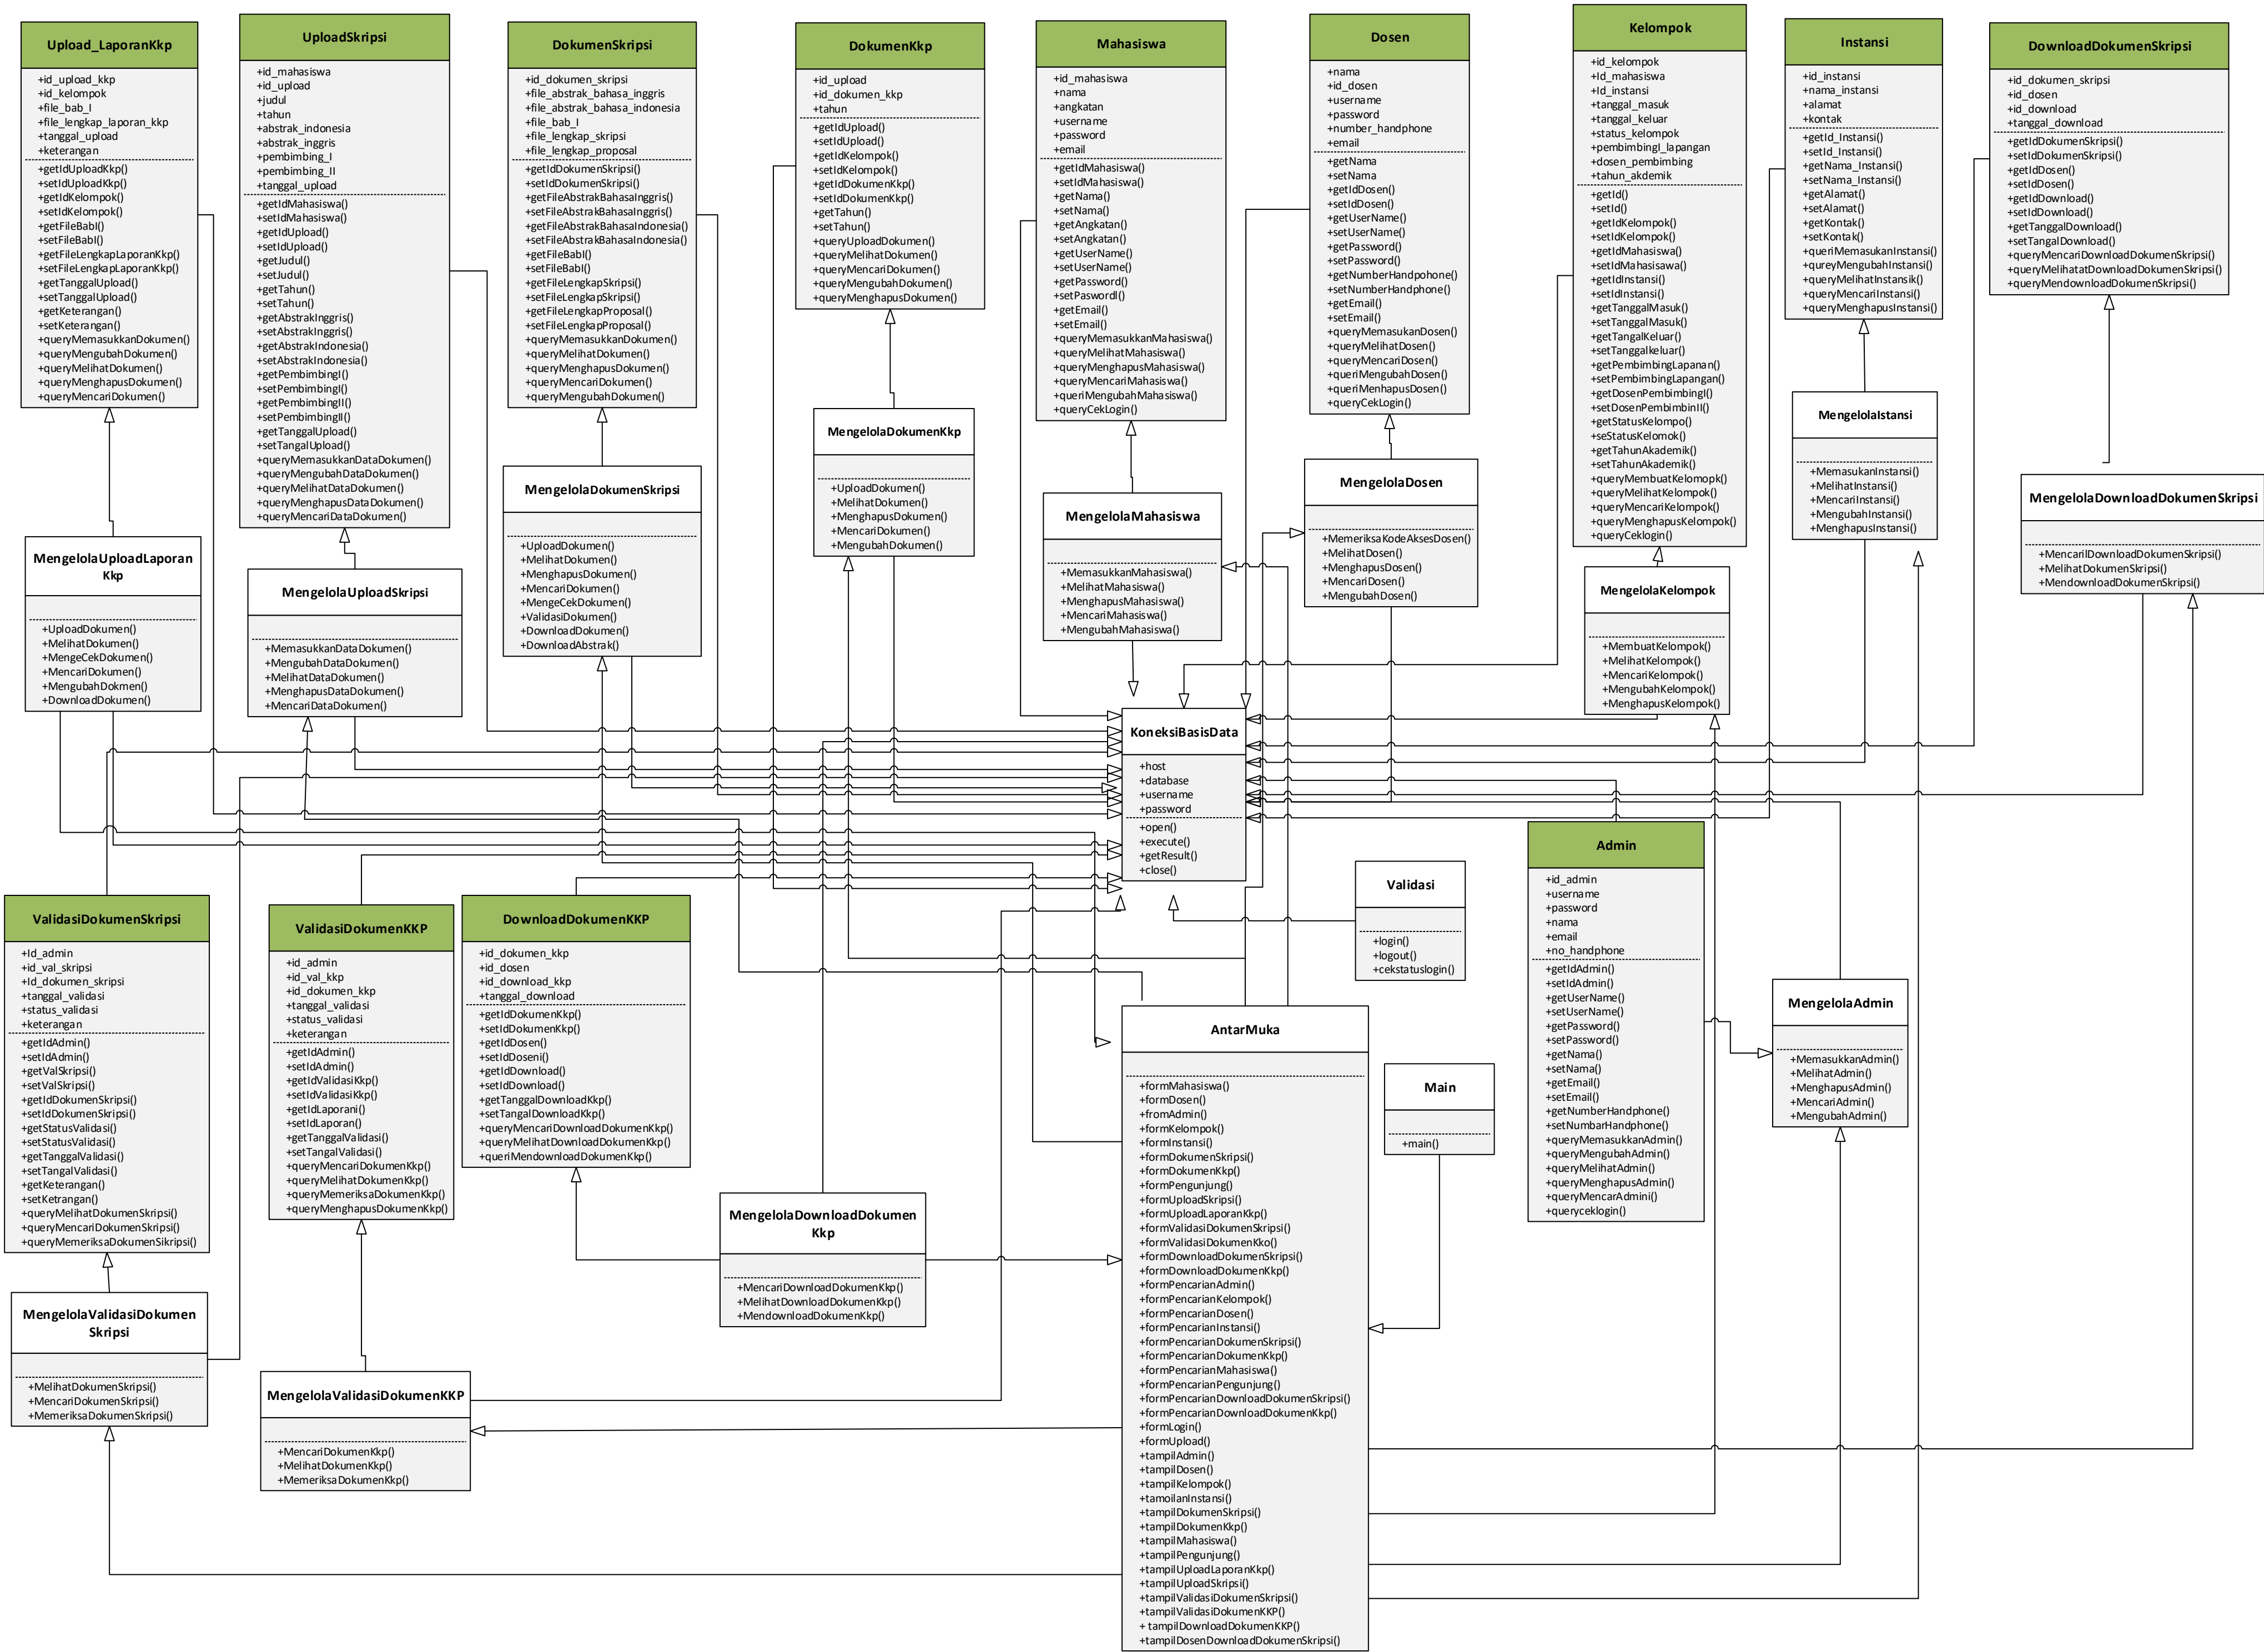 Upload_LaporanKkp
+id_upload_kkp
+id_kelompok
+file_bab_I
+file_lengkap_laporan_kkp
+tanggal_upload
+keterangan
+getIdUploadKkp()
+setIdUploadKkp()
+getIdKelompok()
+setIdKelompok()
+getFileBabI()
+setFileBabI()
+getFileLengkapLaporanKkp()
+setFileLengkapLaporanKkp()
+getTanggalUpload()
+setTanggalUpload()
+getKeterangan()
+setKeterangan()
+queryMemasukkanDokumen()
+queryMengubahDokumen()
+queryMelihatDokumen()
+queryMenghapusDokumen()
+queryMencariDokumen()
UploadSkripsi
+id_mahasiswa
+id_upload
+judul
+tahun
+abstrak_indonesia
+abstrak_inggris
+pembimbing_I
+pembimbing_II
+tanggal_upload
+getIdMahasiswa()
+setIdMahasiswa()
+getIdUpload()
+setIdUpload()
+getJudul()
+setJudul()
+getTahun()
+setTahun()
+getAbstrakInggris()
+setAbstrakInggris()
+getAbstrakIndonesia()
+setAbstrakIndonesia()
+getPembimbingI()
+setPembimbingI()
+getPembimbingII()
+setPembimbingII()
+getTanggalUpload()
+setTangalUpload()
+queryMemasukkanDataDokumen()
+queryMengubahDataDokumen()
+queryMelihatDataDokumen()
+queryMenghapusDataDokumen()
+queryMencariDataDokumen()
DokumenSkripsi
+id_dokumen_skripsi
+file_abstrak_bahasa_inggris
+file_abstrak_bahasa_indonesia
+file_bab_I
+file_lengkap_skripsi
+file_lengkap_proposal
+getIdDokumenSkripsi()
+setIdDokumenSkripsi()
+getFileAbstrakBahasaInggris()
+setFileAbstrakBahasaInggris()
+getFileAbstrakBahasaIndonesia()
+setFileAbstrakBahasaIndonesia()
+getFileBabI()
+setFileBabI()
+getFileLengkapSkripsi()
+setFileLengkapSkripsi()
+getFileLengkapProposal()
+setFileLengkapProposal()
+queryMemasukkanDokumen()
+queryMelihatDokumen()
+queryMenghapusDokumen()
+queryMencariDokumen()
+queryMengubahDokumen()
DokumenKkp
+id_upload
+id_dokumen_kkp
+tahun
+getIdUpload()
+setIdUpload()
+getIdKelompok()
+setIdKelompok()
+getIdDokumenKkp()
+setIdDokumenKkp()
+getTahun()
+setTahun()
+queryUploadDokumen()
+queryMelihatDokumen()
+queryMencariDokumen()
+queryMengubahDokumen()
+queryMenghapusDokumen()
Mahasiswa
+id_mahasiswa
+nama
+angkatan
+username
+password
+email
+getIdMahasiswa()
+setIdMahasiswa()
+getNama()
+setNama()
+getAngkatan()
+setAngkatan()
+getUserName()
+setUserName()
+getPassword()
+setPaswordl()
+getEmail()
+setEmail()
+queryMemasukkanMahasiswa()
+queryMelihatMahasiswa()
+queryMenghapusMahasiswa()
+queryMencariMahasiswa()
+queriMengubahMahasiswa()
+queryCekLogin()
Dosen
+nama
+id_dosen
+username
+password
+number_handphone
+email
+getNama
+setNama
+getIdDosen()
+setIdDosen()
+getUserName()
+setUserName()
+getPassword()
+setPassword()
+getNumberHandpohone()
+setNumberHandphone()
+getEmail()
+setEmail()
+queryMemasukanDosen()
+queryMelihatDosen()
+queryMencariDosen()
+queriMengubahDosen()
+queriMenhapusDosen()
+queryCekLogin()
Kelompok
+id_kelompok
+Id_mahasiswa
+Id_instansi
+tanggal_masuk
+tanggal_keluar
+status_kelompok
+pembimbingI_lapangan
+dosen_pembimbing
+tahun_akdemik
+getId()
+setId()
+getIdKelompok()
+setIdKelompok()
+getIdMahasiswa()
+setIdMahasisawa()
+getIdInstansi()
+setIdInstansi()
+getTanggalMasuk()
+setTanggalMasuk()
+getTangalKeluar()
+setTanggalkeluar()
+getPembimbingLapanan()
+setPembimbingLapangan()
+getDosenPembimbingI()
+setDosenPembimbinII()
+getStatusKelompo()
+seStatusKelomok()
+getTahunAkademik()
+setTahunAkademik()
+queryMembuatKelomopk()
+queryMelihatKelompok()
+queryMencariKelompok()
+queryMenghapusKelompok()
+queryCeklogin()
Instansi
+id_instansi
+nama_instansi
+alamat
+kontak
+getId_Instansi()
+setId_Instansi()
+getNama_Instansi()
+setNama_Instansi()
+getAlamat()
+setAlamat()
+getKontak()
+setKontak()
+queriMemasukanInstansi()
+qureyMengubahInstansi()
+queryMelihatInstansik()
+queryMencariInstansi()
+queryMenghapusInstansi()
DownloadDokumenSkripsi
+id_dokumen_skripsi
+id_dosen
+id_download
+tanggal_download
+getIdDokumenSkripsi()
+setIdDokumenSkripsi()
+getIdDosen()
+setIdDosen()
+getIdDownload()
+setIdDownload()
+getTanggalDownload()
+setTangalDownload()
+queryMencariDownloadDokumenSkripsi()
+queryMelihatatDownloadDokumenSkripsi()
+queryMendownloadDokumenSkripsi()
MengelolaUploadLaporan
Kkp
+UploadDokumen()
+MelihatDokumen()
+MengeCekDokumen()
+MencariDokumen()
+MengubahDokmen()
+DownloadDokumen()
MengelolaUploadSkripsi
+MemasukkanDataDokumen()
+MengubahDataDokumen()
+MelihatDataDokumen()
+MenghapusDataDokumen()
+MencariDataDokumen()
MengelolaDokumenSkripsi
+UploadDokumen()
+MelihatDokumen()
+MenghapusDokumen()
+MencariDokumen()
+MengeCekDokumen()
+ValidasiDokumen()
+DownloadDokumen()
+DownloadAbstrak()
MengelolaDokumenKkp
+UploadDokumen()
+MelihatDokumen()
+MenghapusDokumen()
+MencariDokumen()
+MengubahDokumen()
MengelolaMahasiswa
+MemasukkanMahasiswa()
+MelihatMahasiswa()
+MenghapusMahasiswa()
+MencariMahasiswa()
+MengubahMahasiswa()
MengelolaDosen
+MemeriksaKodeAksesDosen()
+MelihatDosen()
+MenghapusDosen()
+MencariDosen()
+MengubahDosen()
MengelolaKelompok
+MembuatKelompok()
+MelihatKelompok()
+MencariKelompok()
+MengubahKelompok()
+MenghapusKelompok()
MengelolaIstansi
+MemasukanInstansi()
+MelihatInstansi()
+MencariInstansi()
+MengubahInstansi()
+MenghapusInstansi()
MengelolaDownloadDokumenSkripsi
+MencarilDownloadDokumenSkripsi()
+MelihatDokumenSkripsi()
+MendownloadDokumenSkripsi()
KoneksiBasisData
+host
+database
+username
+password
+open()
+execute()
+getResult()
+close()
Validasi
+login()
+logout()
+cekstatuslogin()
Admin
+id_admin
+username
+password
+nama
+email
+no_handphone
+getIdAdmin()
+setIdAdmin()
+getUserName()
+setUserName()
+getPassword()
+setPassword()
+getNama()
+setNama()
+getEmail()
+setEmail()
+getNumberHandphone()
+setNumbarHandphone()
+queryMemasukkanAdmin()
+queryMengubahAdmin()
+queryMelihatAdmin()
+queryMenghapusAdmin()
+queryMencarAdmini()
+queryceklogin()
MengelolaAdmin
+MemasukkanAdmin()
+MelihatAdmin()
+MenghapusAdmin()
+MencariAdmin()
+MengubahAdmin()
ValidasiDokumenSkripsi
+Id_admin
+id_val_skripsi
+Id_dokumen_skripsi
+tanggal_validasi
+status_validasi
+keterangan
+getIdAdmin()
+setIdAdmin()
+getValSkripsi()
+setValSkripsi()
+getIdDokumenSkripsi()
+setIdDokumenSkripsi()
+getStatusValidasi()
+setStatusValidasi()
+getTanggalValidasi()
+setTangalValidasi()
+getKeterangan()
+setKetrangan()
+queryMelihatDokumenSkripsi()
+queryMencariDokumenSkripsi()
+queryMemeriksaDokumenSikripsi()
ValidasiDokumenKKP
+id_admin
+id_val_kkp
+id_dokumen_kkp
+tanggal_validasi
+status_validasi
+keterangan
+getIdAdmin()
+setIdAdmin()
+getIdValidasiKkp()
+setIdValidasiKkp()
+getIdLaporani()
+setIdLaporan()
+getTanggalValidasi()
+setTangalValidasi()
+queryMencariDokumenKkp()
+queryMelihatDokumenKkp()
+queryMemeriksaDokumenKkp()
+queryMenghapusDokumenKkp()
DownloadDokumenKKP
+id_dokumen_kkp
+id_dosen
+id_download_kkp
+tanggal_download
+getIdDokumenKkp()
+setIdDokumenKkp()
+getIdDosen()
+setIdDoseni()
+getIdDownload()
+setIdDownload()
+getTanggalDownloadKkp()
+setTangalDownloadKkp()
+queryMencariDownloadDokumenKkp()
+queryMelihatDownloadDokumenKkp()
+queriMendownloadDokumenKkp()
AntarMuka
+formMahasiswa()
+formDosen()
+fromAdmin()
+formKelompok()
+formInstansi()
+formDokumenSkripsi()
+formDokumenKkp()
+formPengunjung()
+formUploadSkripsi()
+formUploadLaporanKkp()
+formValidasiDokumenSkripsi()
+formValidasiDokumenKko()
+formDownloadDokumenSkripsi()
+formDownloadDokumenKkp()
+formPencarianAdmin()
+formPencarianKelompok()
+formPencarianDosen()
+formPencarianInstansi()
+formPencarianDokumenSkripsi()
+formPencarianDokumenKkp()
+formPencarianMahasiswa()
+formPencarianPengunjung()
+formPencarianDownloadDokumenSkripsi()
+formPencarianDownloadDokumenKkp()
+formLogin()
+formUpload()
+tampilAdmin()
+tampilDosen()
+tampilKelompok()
+tamoilanInstansi()
+tampilDokumenSkripsi()
+tampilDokumenKkp()
+tampilMahasiswa()
+tampilPengunjung()
+tampilUploadLaporanKkp()
+tampilUploadSkripsi()
+tampilValidasiDokumenSkripsi()
+tampilValidasiDokumenKKP()
+ tampilDownloadDokumenKKP()
+tampilDosenDownloadDokumenSkripsi()
Main
+main()
MengelolaDownloadDokumen
Kkp
+MencariDownloadDokumenKkp()
+MelihatDownloadDokumenKkp()
+MendownloadDokumenKkp()
MengelolaValidasiDokumen
Skripsi
+MelihatDokumenSkripsi()
+MencariDokumenSkripsi()
+MemeriksaDokumenSkripsi()
MengelolaValidasiDokumenKKP
+MencariDokumenKkp()
+MelihatDokumenKkp()
+MemeriksaDokumenKkp()